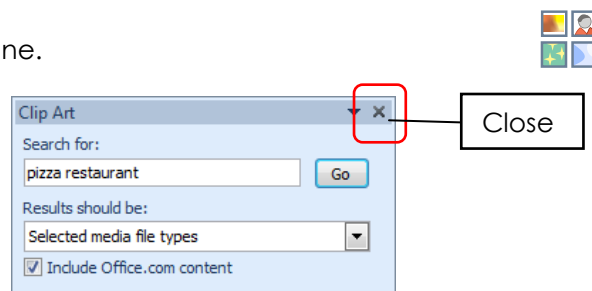 ne.
Clip Art
Close
Search for:
pizza restaurant
Go
Results should be:
Selected media file types
Include Office.com content